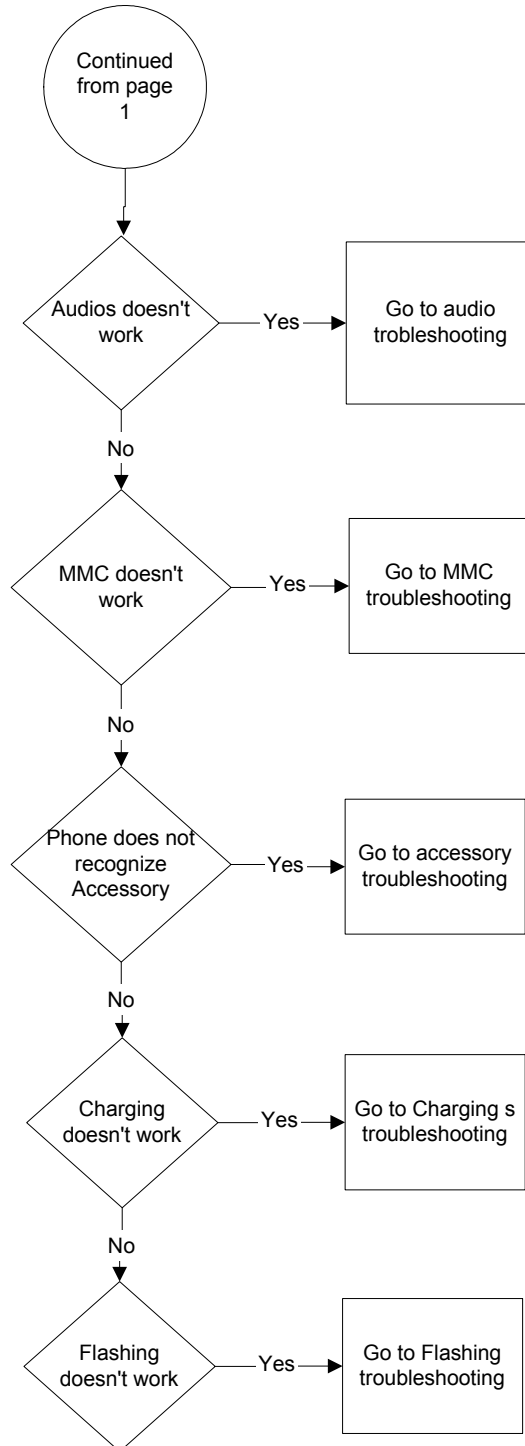 Continued
from page
1
Audios doesn't
work
Yes
Go to audio
trobleshooting
No
MMC doesn't
work
Yes
Go to MMC
troubleshooting
No
Phone does not
recognize
Accessory
Yes
Go to accessory
troubleshooting
No
Charging
doesn't work
Yes
Go to Charging s
troubleshooting
No
Flashing
doesn't work
Yes
Go to Flashing
troubleshooting